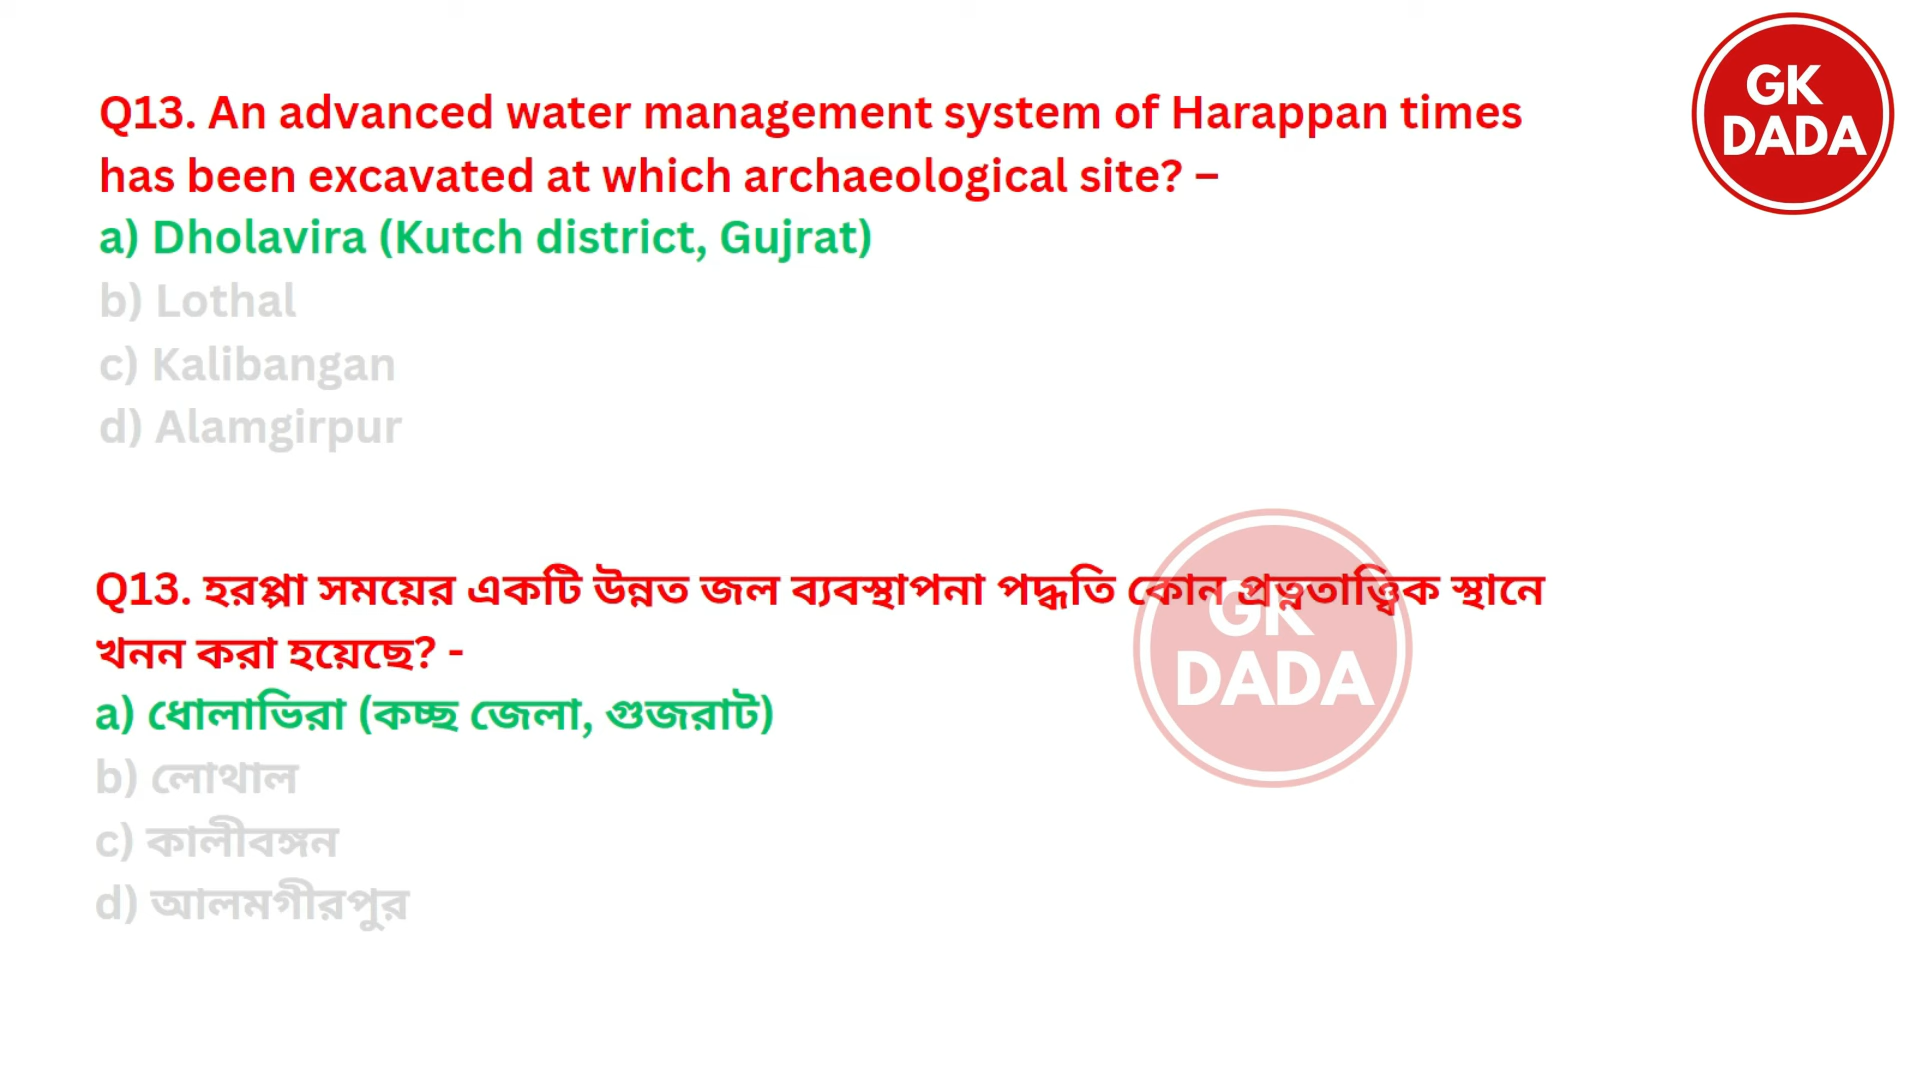 GK
DADA
Q13. An advanced water management system of Harappan times
has been excavated at which archaeological site? –
a) Dholavira (Kutch district, Gujrat)
b) Lothal
c) Kalibangan
d) Alamgirpur
Q13. হরপ্পা সময়ের একটি উন্নত জল ব্যবস্থাপনা পদ্ধতি কোন প্রত্নতাত্ত্বিক স্থানে
খনন করা হয়েছে? -
a) ধোলাভিরা (কচ্ছ জেলা, গুজরাট)
b) লোথাল
c) কালীবঙ্গন
d) আলমগীরপুর
GK
DADA